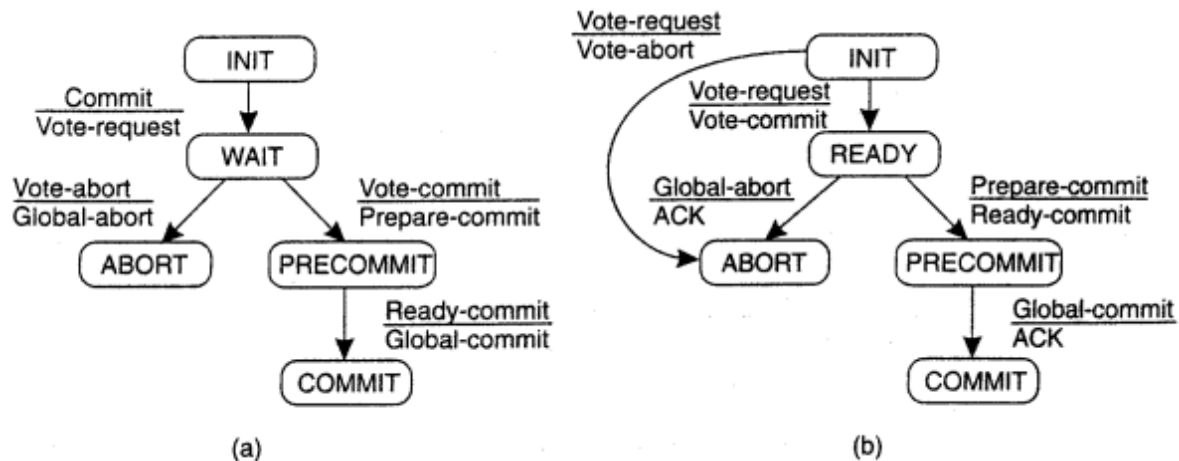 INIT
Commit
Vote-request
WAIT
Vote-abort
Global-abort
Vote-commit
Prepare-commit
ABORT
PRECOMMIT
Ready-commit
Global-commit
COMMIT
(a)
Vote-request
Vote-abort
INIT
Vote-request
Vote-commit
READY
Global-abort
ACK
Prepare-commit
Ready-commit
ABORT
PRECOMMIT
Global-commit
ACK
COMMIT
(b)